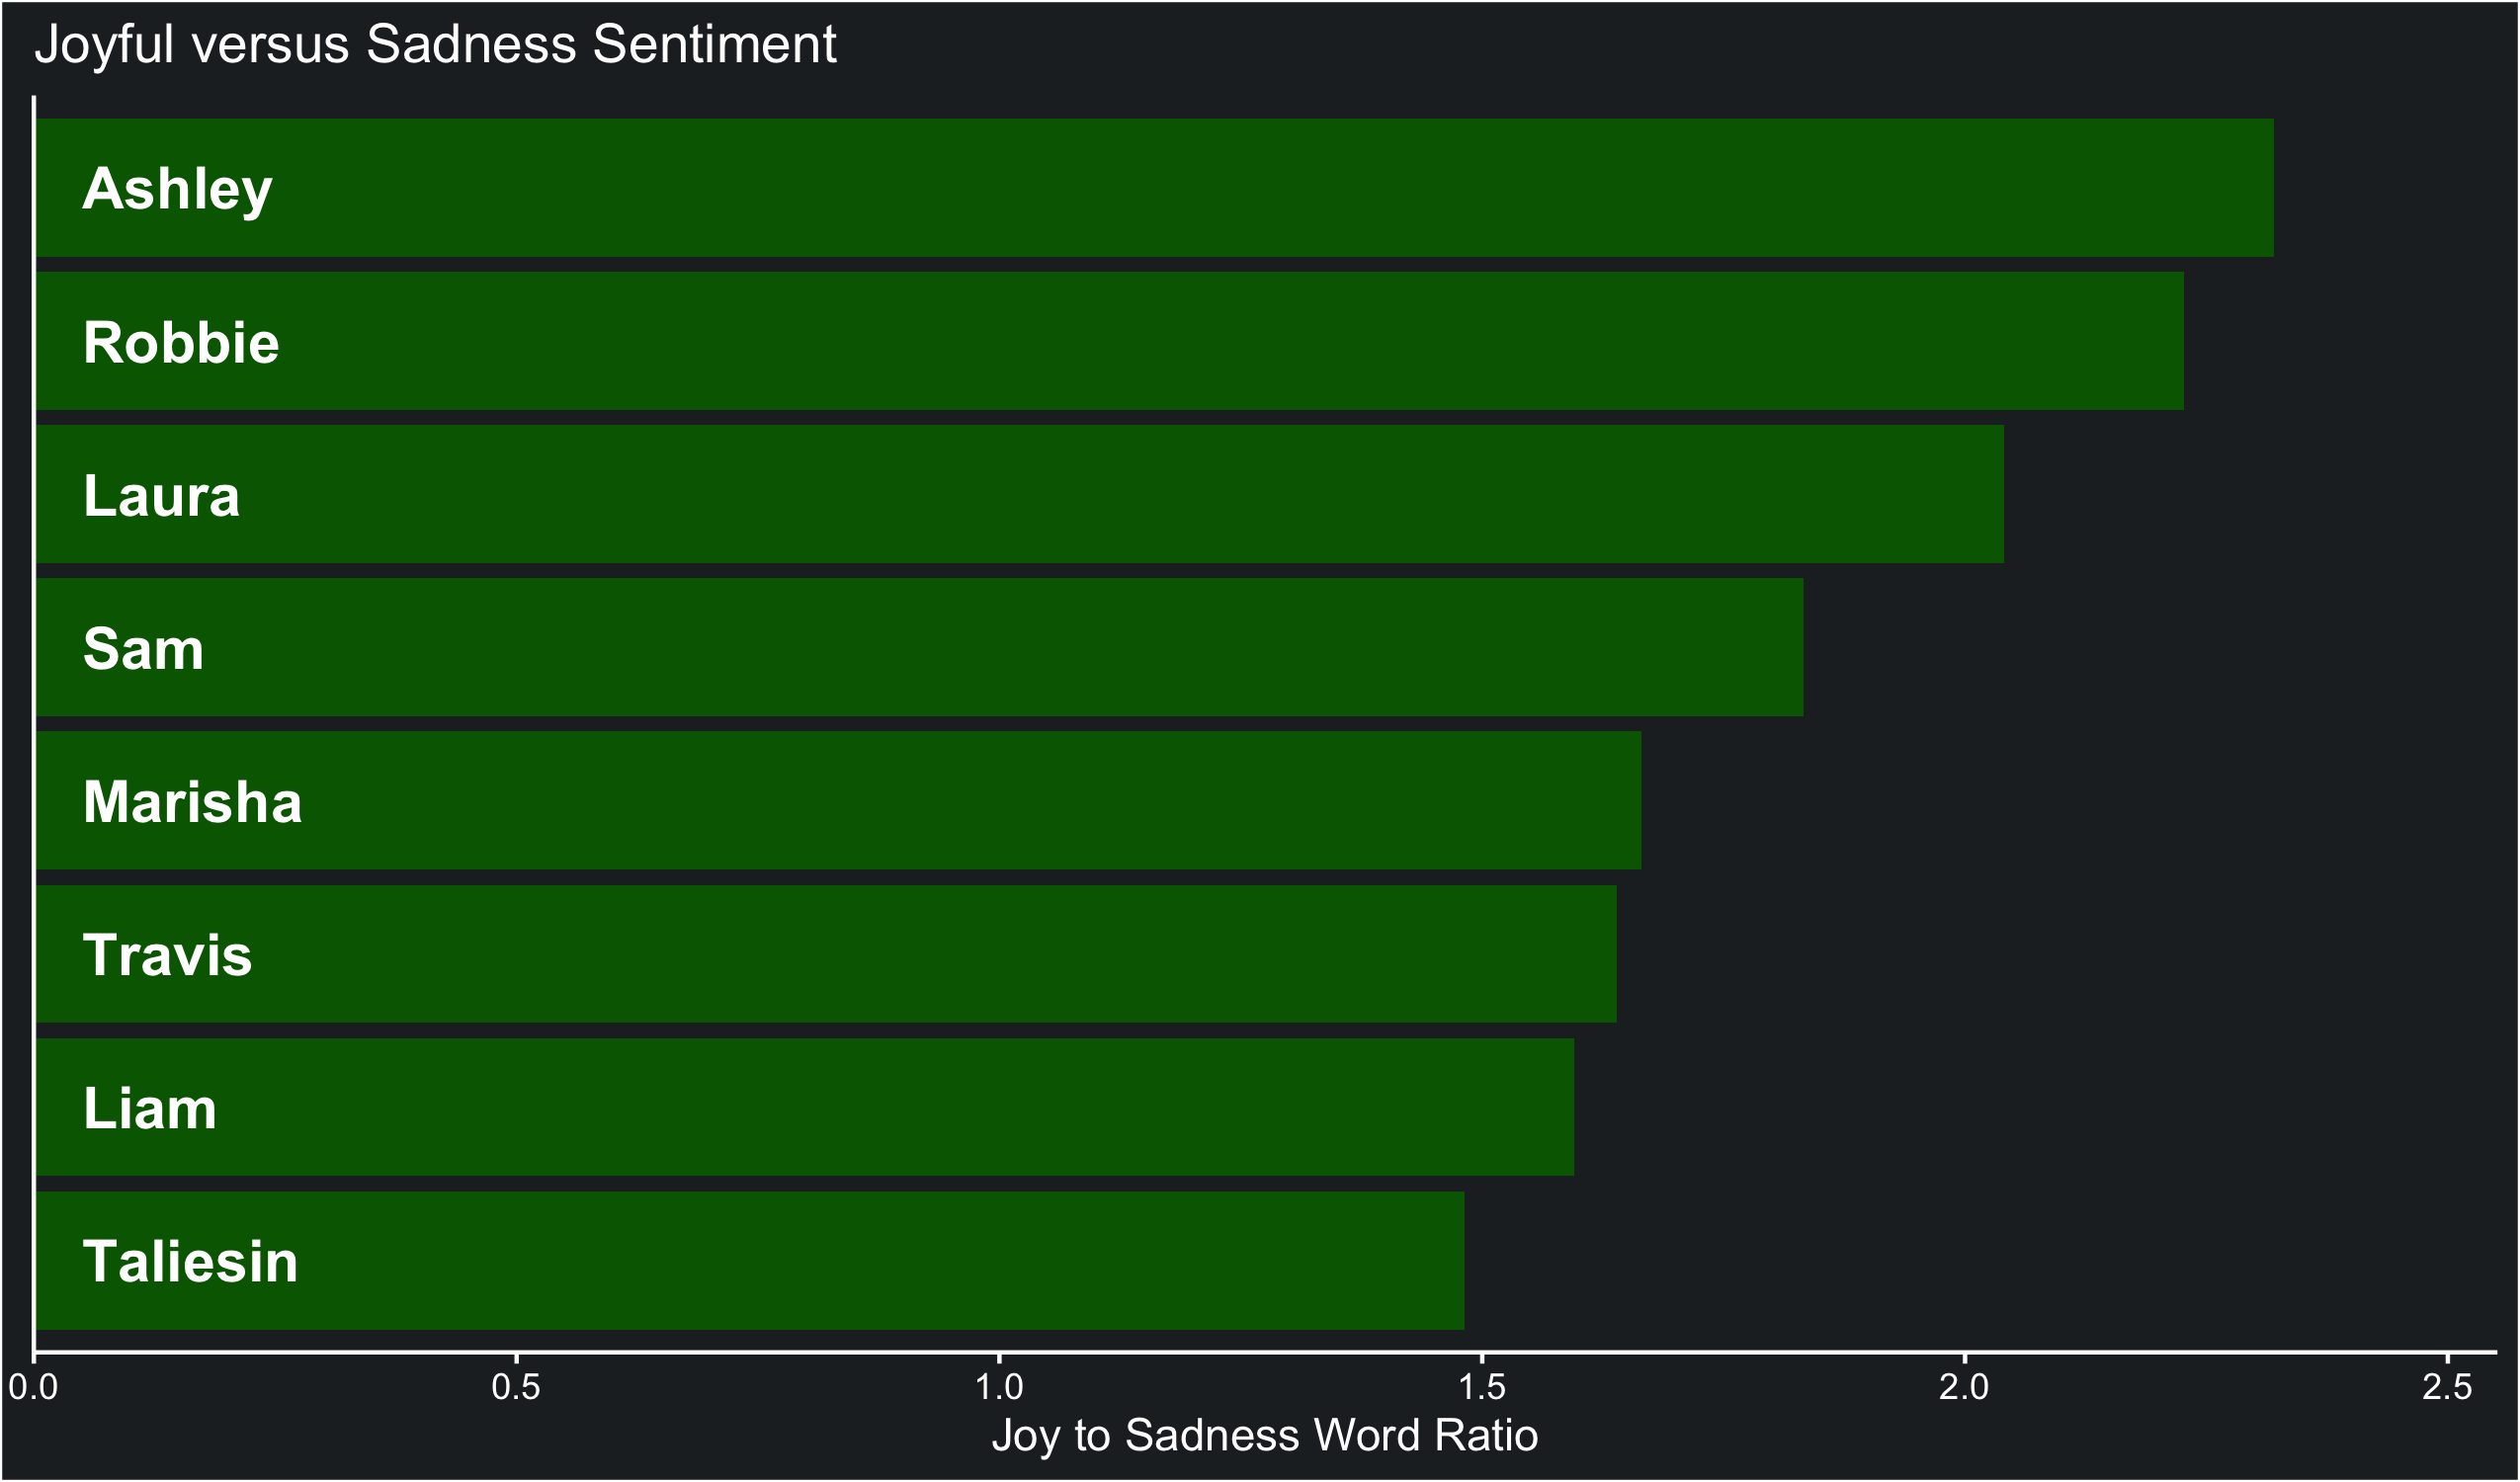 Joyful versus Sadness Sentiment
Ashley
Robbie
Laura
Sam
Marisha
Travis
Liam
Taliesin
0.0 0.5 1.0 1.5 2.0 2.5
Joy to Sadness Word Ratio